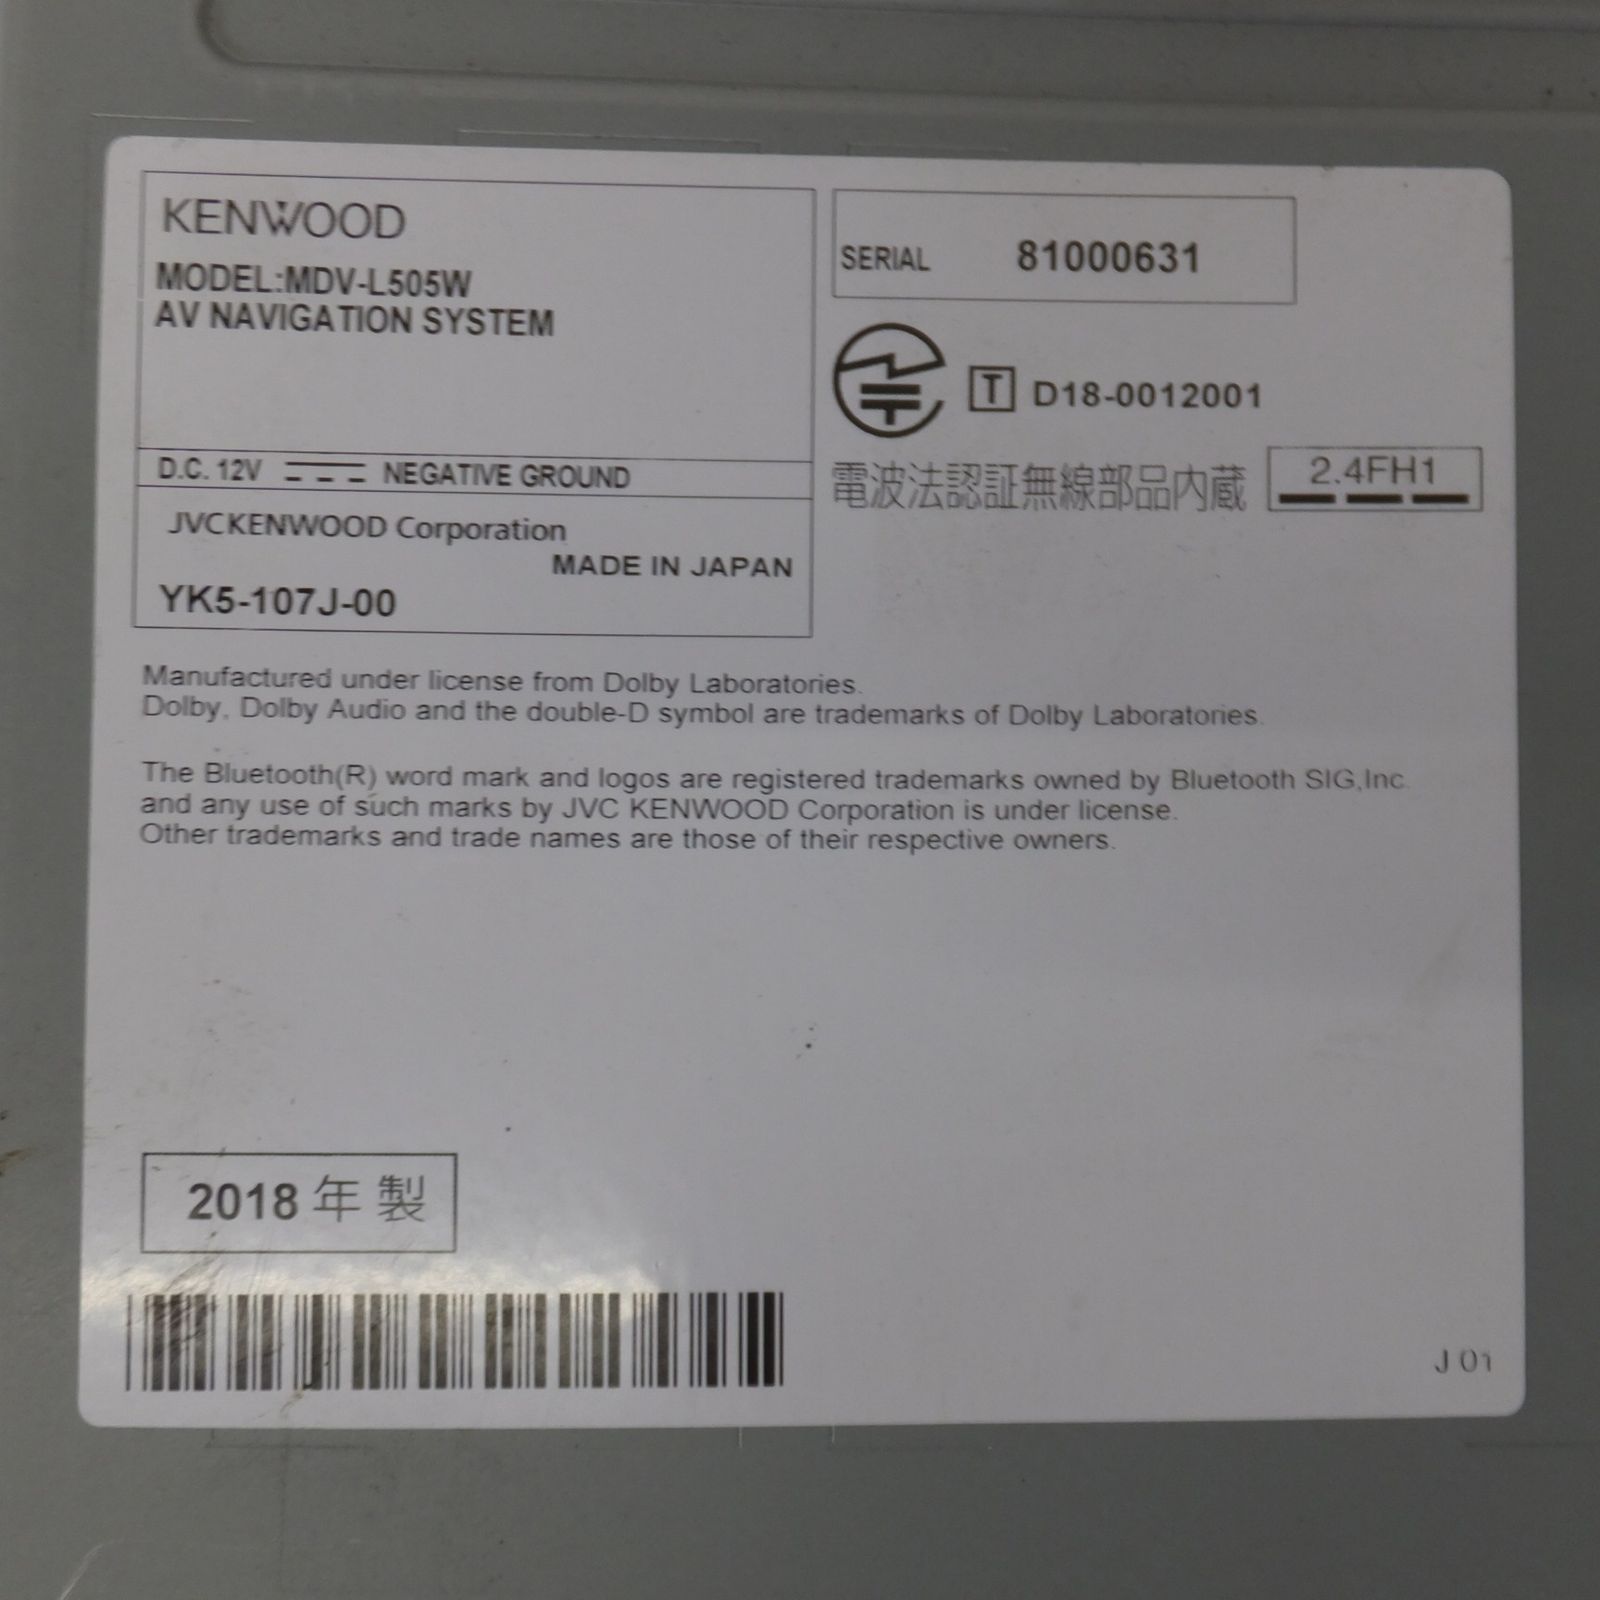 KENWOOD
MODEL:MDV-L505W
AV NAVIGATION SYSTEM
D.C. 12V NEGATIVE GROUND
JVCKENWOOD Corporation
MADE IN JAPAN
YK5-107J-00
SERIAL 81000631
T D18-0012001
電波法認証無線部品内蔵 2.4FH1
Manufactured under license from Dolby Laboratories.
Dolby, Dolby Audio and the double-D symbol are trademarks of Dolby Laboratories.
The Bluetooth(R) word mark and logos are registered trademarks owned by Bluetooth SIG,Inc.
and any use of such marks by JVC KENWOOD Corporation is under license.
Other trademarks and trade names are those of their respective owners.
2018 年 製
J 01